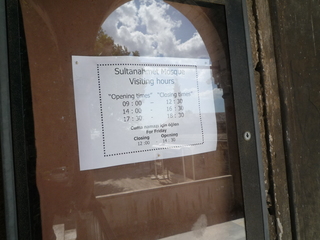 Sultanahmet Mosque
Visiting hours
"Opening times" "Closing times"
09 : 00 - 12 : 30
14 : 00 - 16 : 30
17 : 30 - 18 : 30
For Friday
Closing Opening
12 : 00 14 : 30